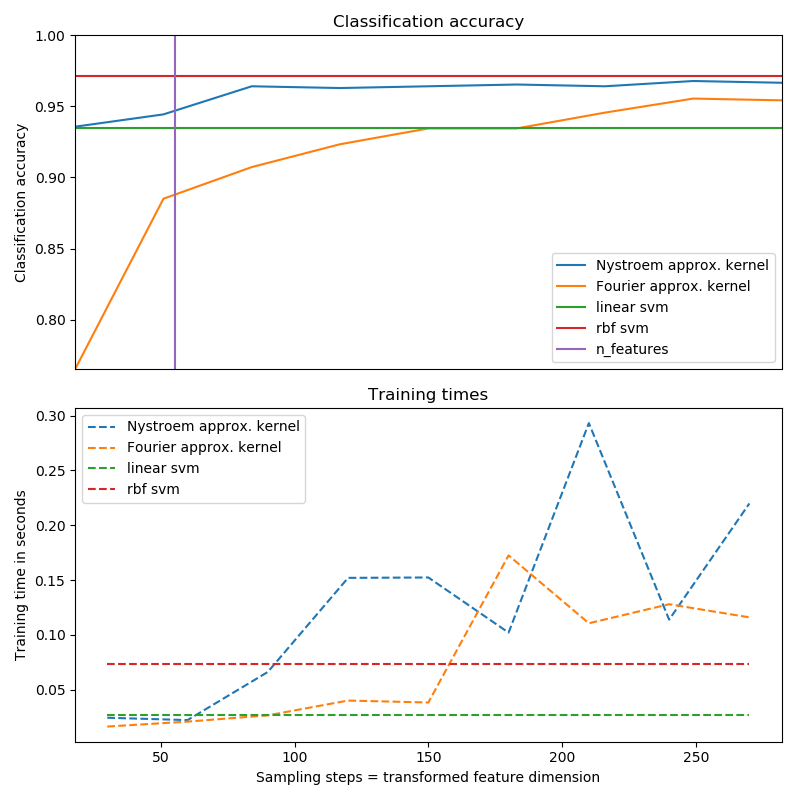 Classification accuracy
1.00
0.95
0.90
0.85
0.80
Classification accuracy
Nystroem approx. kernel
Fourier approx. kernel
linear svm
rbf svm
n_features
Training times
0.30
0.25
0.20
0.15
0.10
0.05
Training time in seconds
Nystroem approx. kernel
Fourier approx. kernel
linear svm
rbf svm
50 100 150 200 250
Sampling steps = transformed feature dimension